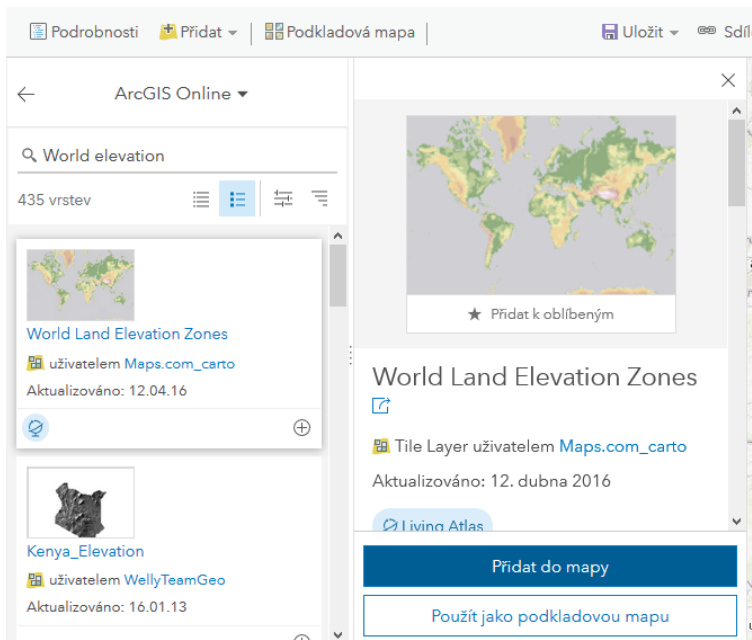 Podrobnosti Přidat Podkladová mapa Uložit
ArcGIS Online
World elevation
435 vrstev
World Land Elevation Zones
uživatelem Maps.com_carto
Aktualizováno: 12.04.16
Kenya_Elevation
uživatelem WellyTeamGeo
Aktualizováno: 16.01.13
Přidat k oblíbeným
World Land Elevation Zones
Tile Layer uživatelem Maps.com_carto
Aktualizováno: 12. dubna 2016
Living Atlas
Přidat do mapy
Použít jako podkladovou mapu